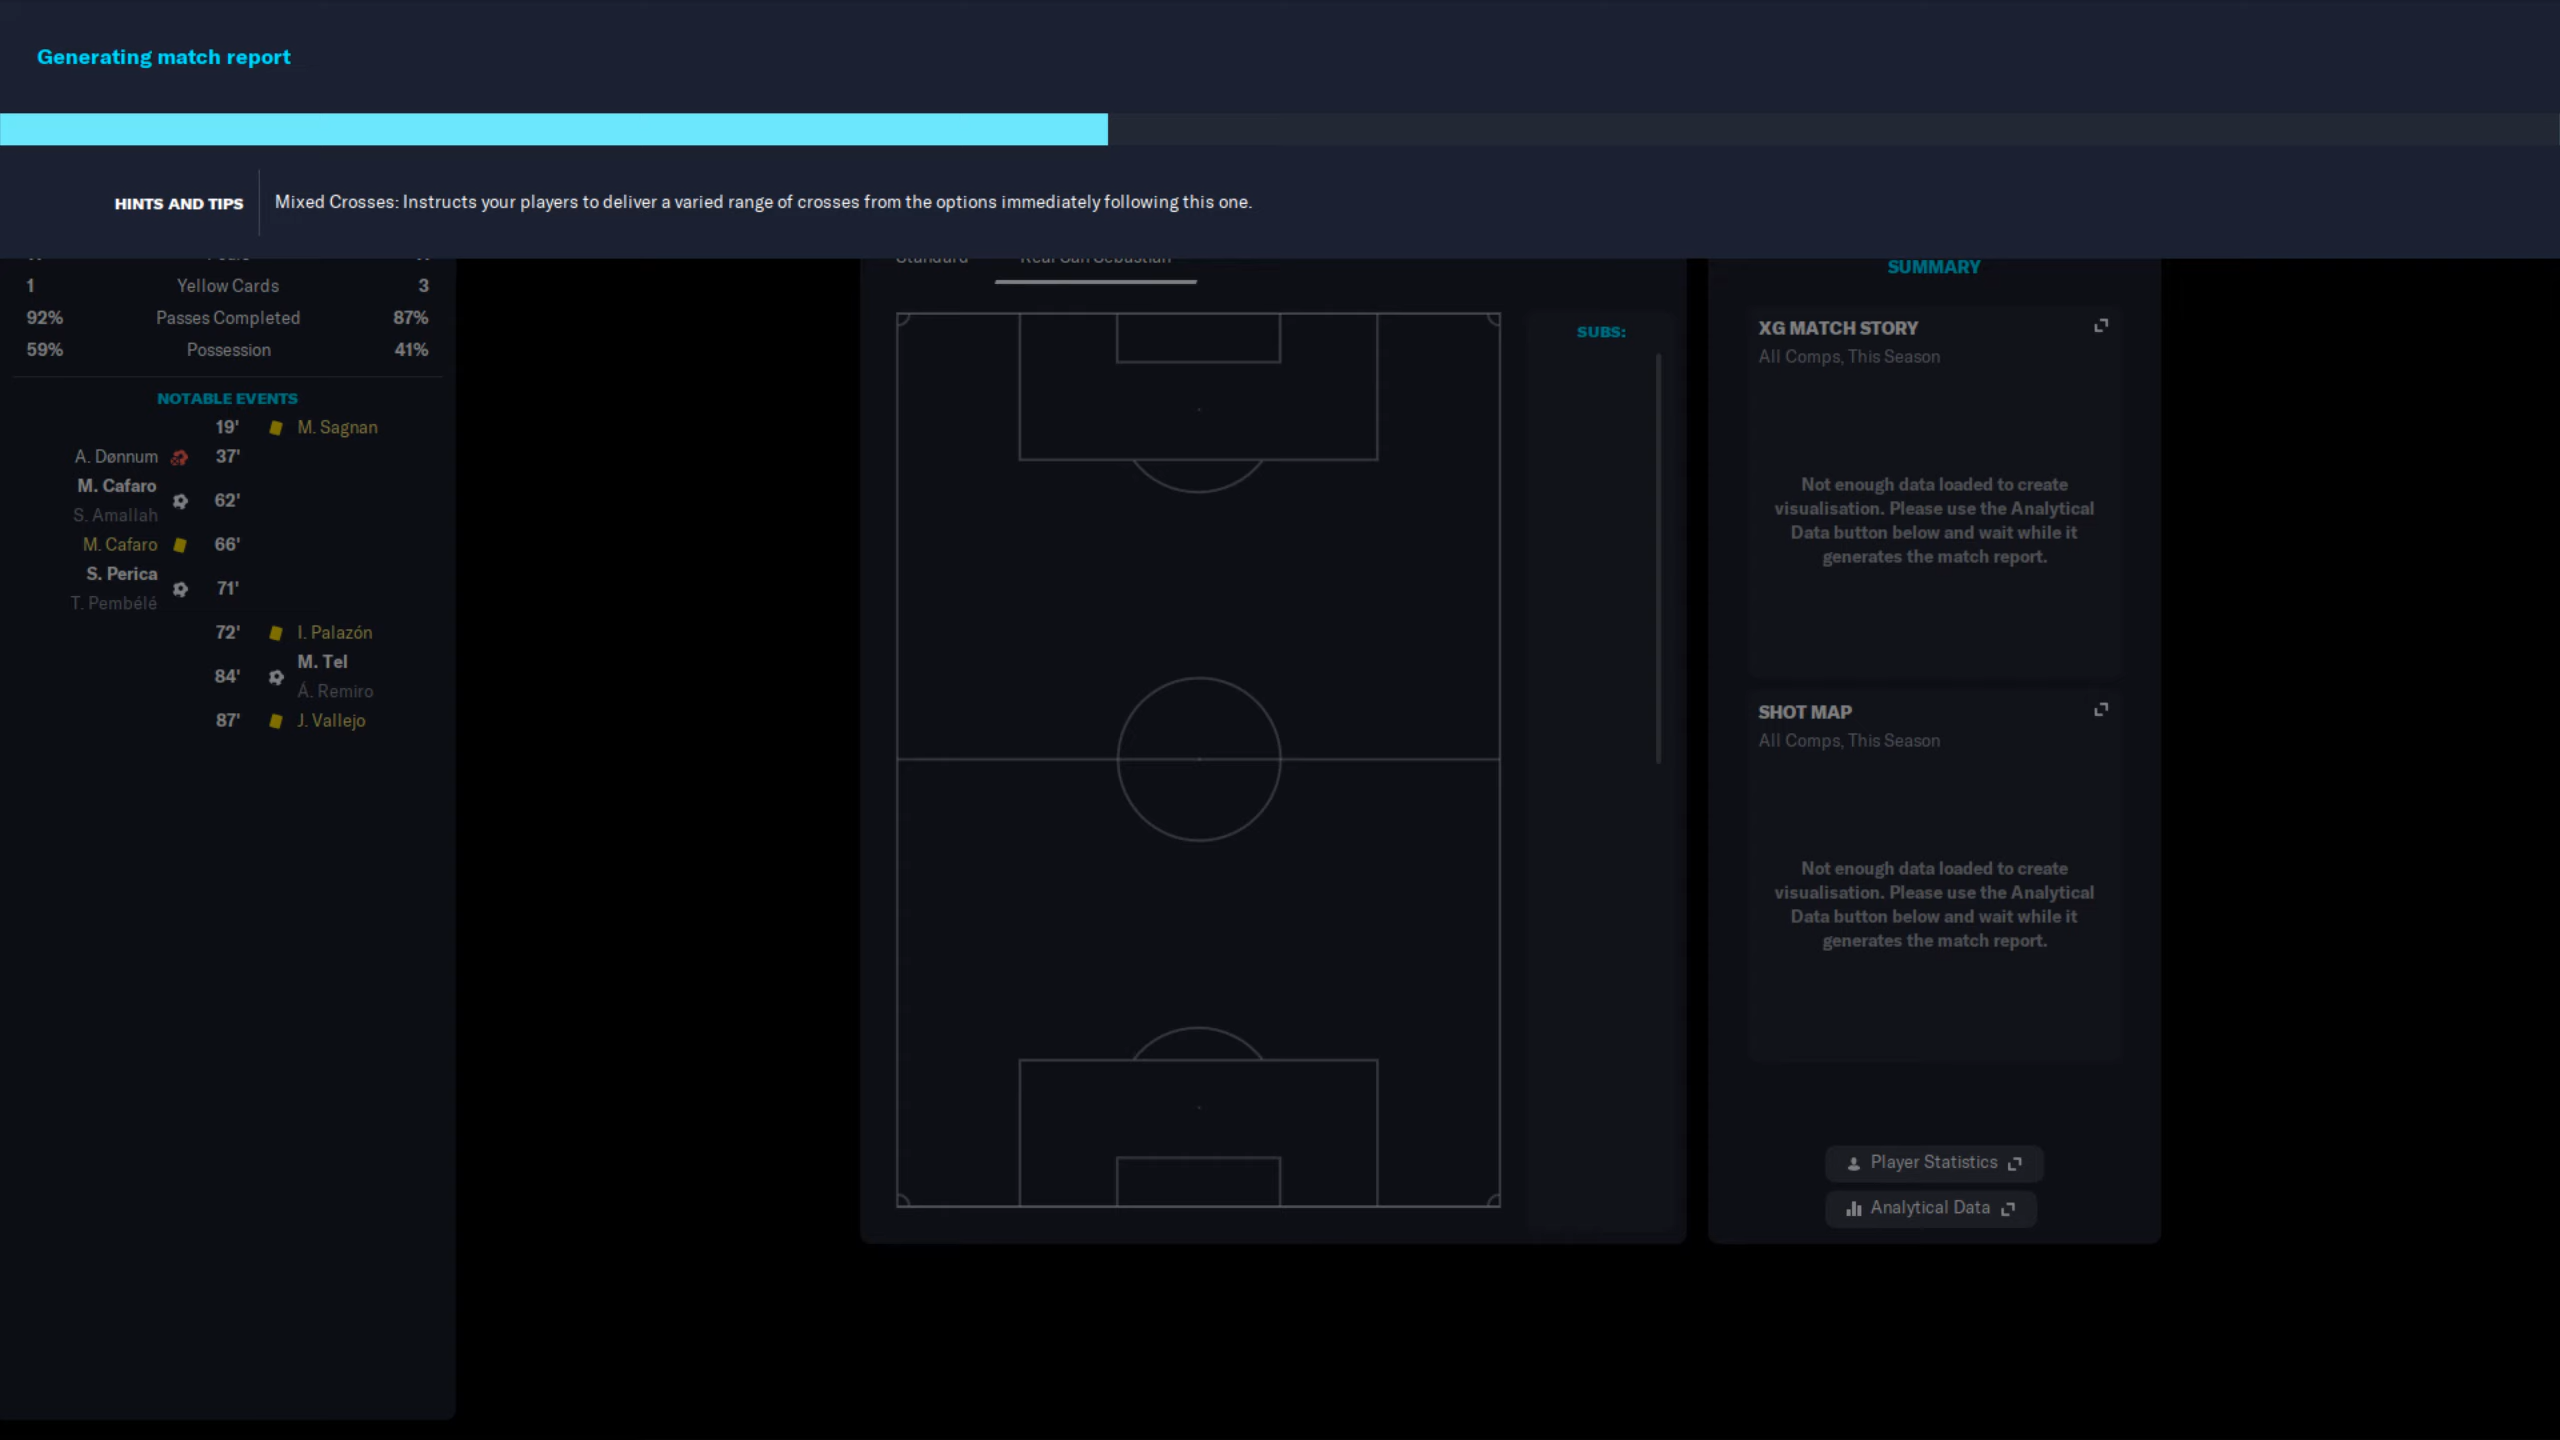 Generating match report
HINTS AND TIPS
Mixed Crosses: Instructs your players to deliver a varied range of crosses from the options immediately following this one.
Standard
Real San Sebastián
SUMMARY
1 Yellow Cards 3
92% Passes Completed 87%
59% Possession 41%
NOTABLE EVENTS
19' M. Sagnan
A. Dønnum 37'
M. Cafaro
62'
S. Amallah
M. Cafaro 66'
S. Perica
71'
T. Pembélé
72' I. Palazón
M. Tel
84'
Á. Remiro
87' J. Vallejo
SUBS:
XG MATCH STORY
All Comps, This Season
Not enough data loaded to create
visualisation. Please use the Analytical
Data button below and wait while it
generates the match report.
SHOT MAP
All Comps, This Season
Not enough data loaded to create
visualisation. Please use the Analytical
Data button below and wait while it
generates the match report.
Player Statistics
Analytical Data